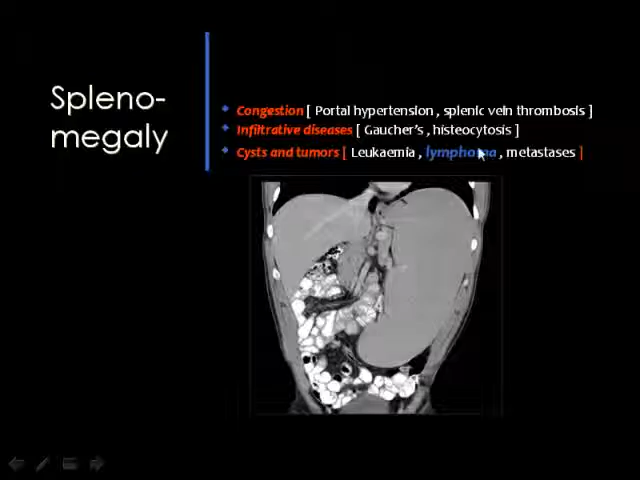 Spleno-
megaly
Congestion [ Portal hypertension , splenic vein thrombosis ]
Infiltrative diseases [ Gaucher's , histeocytosis ]
Cysts and tumors [ Leukaemia , lymphoma , metastases ]